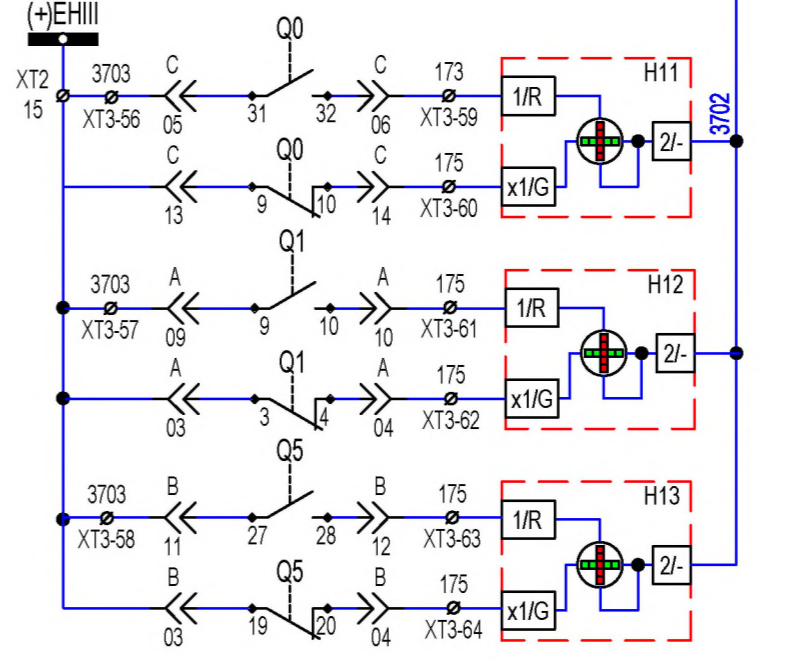 (+)EHIII
Q0
C
C
XT2
3703
173
H11
15
1/R
XT3-56
05
31
32
06
XT3-59
3702
2/-
Q0
C
C
175
13
9
10
14
XT3-60
x1/G
Q1
A
A
H12
3703
175
1/R
XT3-57
09
9
10
10
XT3-61
2/-
Q1
A
A
175
03
3
4
04
XT3-62
x1/G
Q5
B
B
H13
3703
175
1/R
XT3-58
11
27
28
12
XT3-63
2/-
Q5
B
B
175
03
19
20
04
XT3-64
x1/G